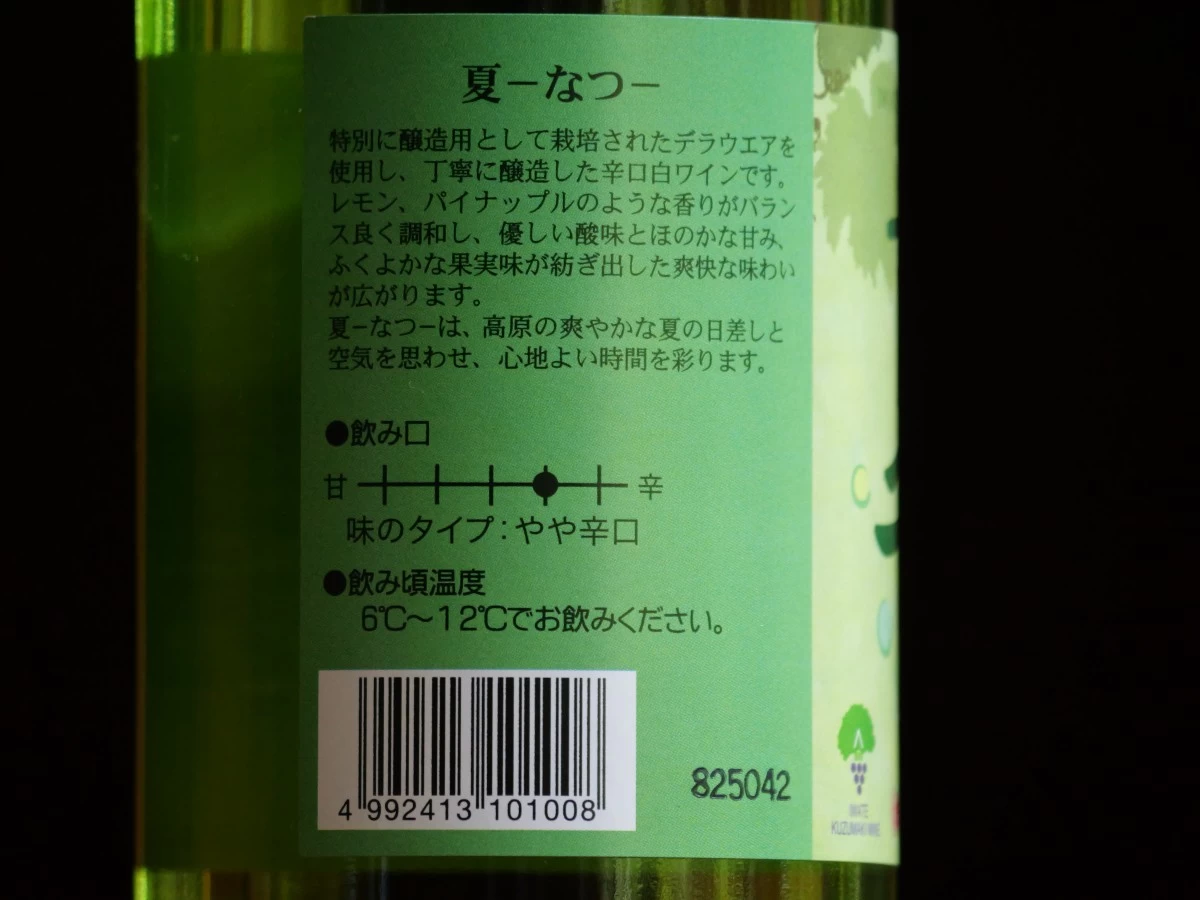 夏－なつ－
特別に醸造用として栽培されたデラウエアを
使用し、丁寧に醸造した辛口白ワインです。
レモン、パイナップルのような香りがバラン
ス良く調和し、優しい酸味とほのかな甘み、
ふくよかな果実味が紡ぎ出した爽快な味わい
が広がります。
夏－なつ－は、高原の爽やかな夏の日差しと
空気を思わせ、心地よい時間を彩ります。
●飲み口
甘 辛
味のタイプ：やや辛口
●飲み頃温度
6℃～12℃でお飲みください。
4 992413 101008
825042
IWATE
KUZUMAKI WINE